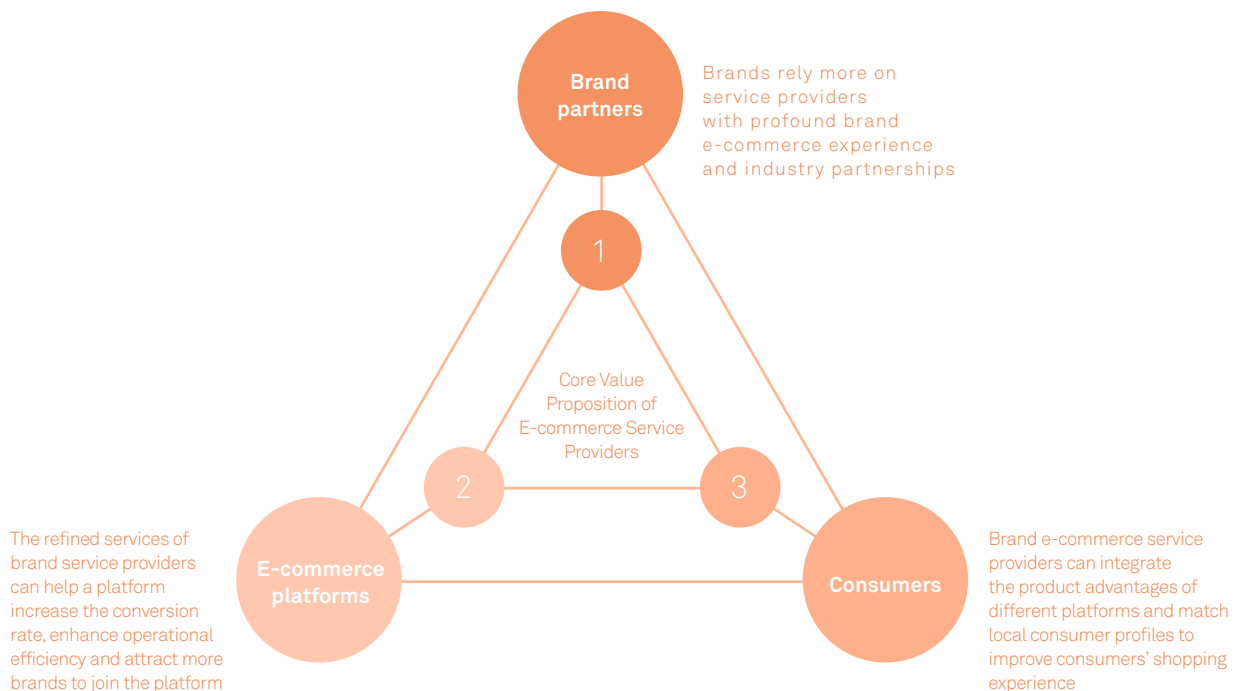 Brand
partners
Brands rely more on
service providers
with profound brand
e-commerce experience
and industry partnerships
1
Core Value
Proposition of
E-commerce Service
Providers
2
3
E-commerce
platforms
The refined services of
brand service providers
can help a platform
increase the conversion
rate, enhance operational
efficiency and attract more
brands to join the platform
Consumers
Brand e-commerce service
providers can integrate
the product advantages of
different platforms and match
local consumer profiles to
improve consumers' shopping
experience